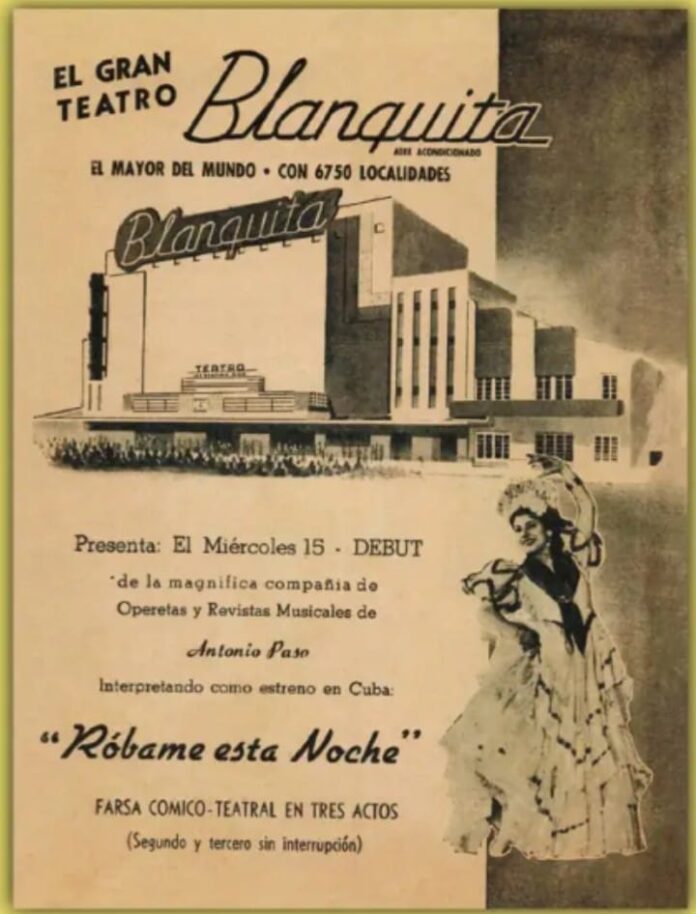 EL GRAN
TEATRO
Blanquita
AIRE ACONDICIONADO
EL MAYOR DEL MUNDO • CON 6750 LOCALIDADES
Blanquita
TEATRO
Presenta: El Miércoles 15 - DEBUT
de la magnifica compañia de
Operetas y Revistas Musicales de
Antonio Paso
Interpretando como estreno en Cuba:
“Róbame esta Noche”
FARSA COMICO-TEATRAL EN TRES ACTOS
(Segundo y tercero sin interrupción)